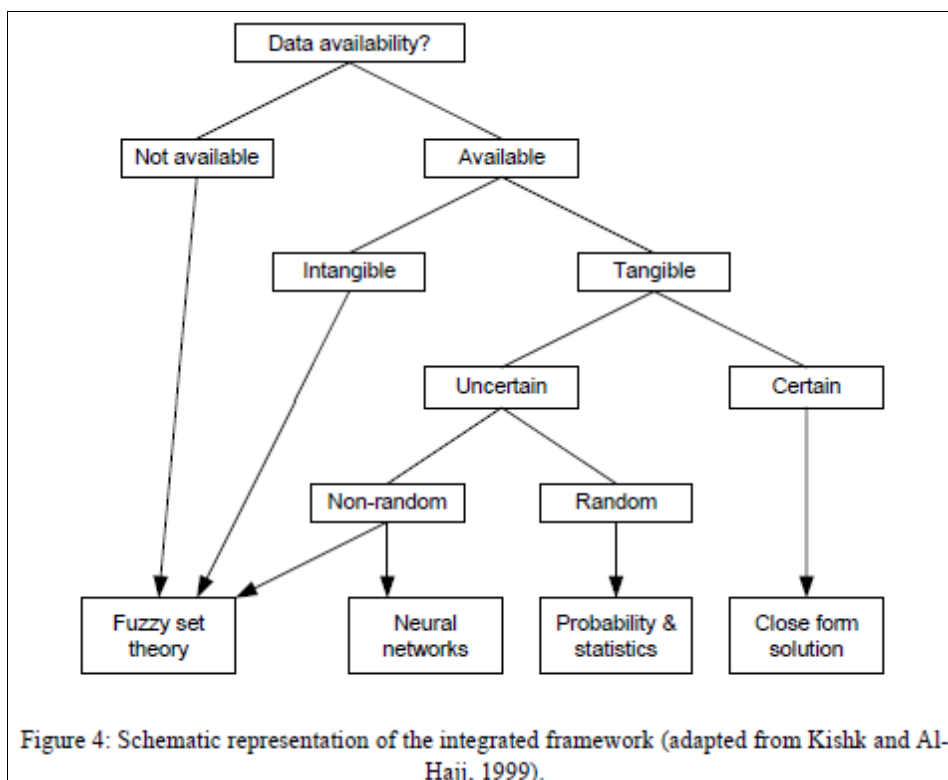 Data availability?
Not available
Available
Intangible
Tangible
Uncertain
Certain
Non-random
Random
Fuzzy set
theory
Neural
networks
Probability &
statistics
Close form
solution
Figure 4: Schematic representation of the integrated framework (adapted from Kishk and Al-
Hajj, 1999).